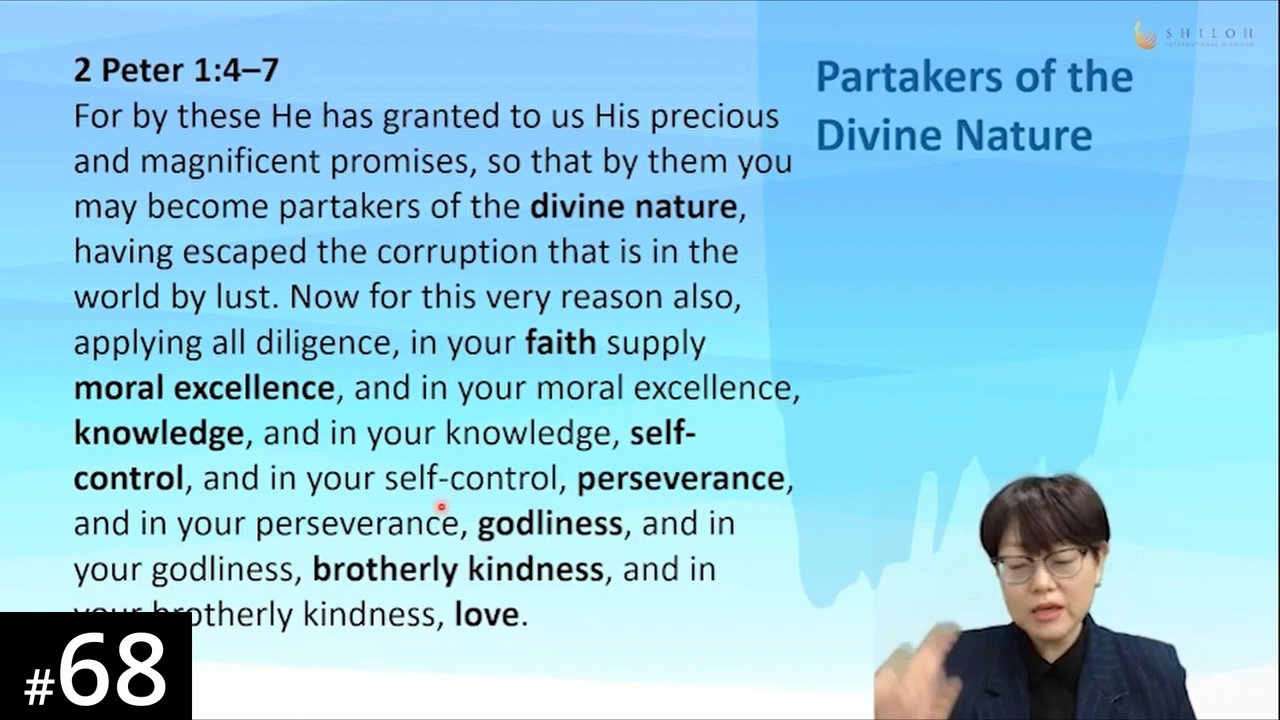 SHILOH
INTERNATIONAL MISSIONS
2 Peter 1:4–7
For by these He has granted to us His precious
and magnificent promises, so that by them you
may become partakers of the divine nature,
having escaped the corruption that is in the
world by lust. Now for this very reason also,
applying all diligence, in your faith supply
moral excellence, and in your moral excellence,
knowledge, and in your knowledge, self-
control, and in your self-control, perseverance,
and in your perseverance, godliness, and in
your godliness, brotherly kindness, and in
your brotherly kindness, love.
Partakers of the
Divine Nature
#68